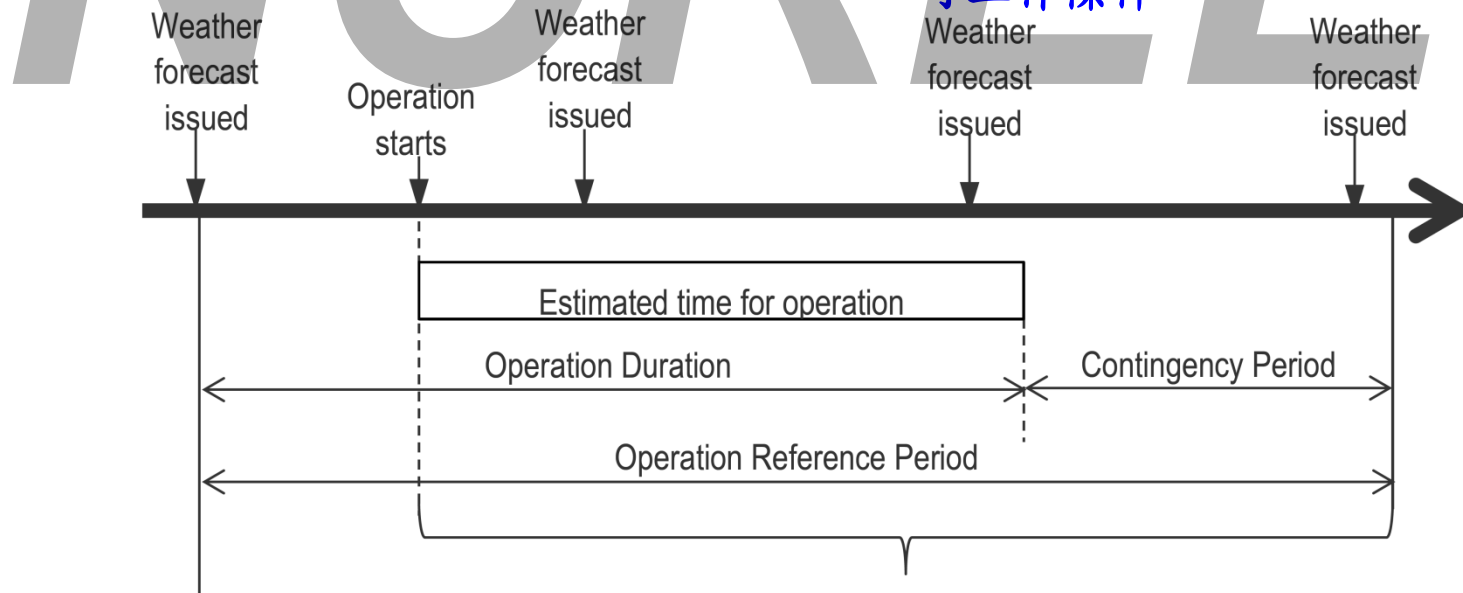 Weather
forecast
issued
Operation
starts
Weather
forecast
issued
Weather
forecast
issued
Weather
forecast
issued
Estimated time for operation
Operation Duration
Contingency Period
Operation Reference Period